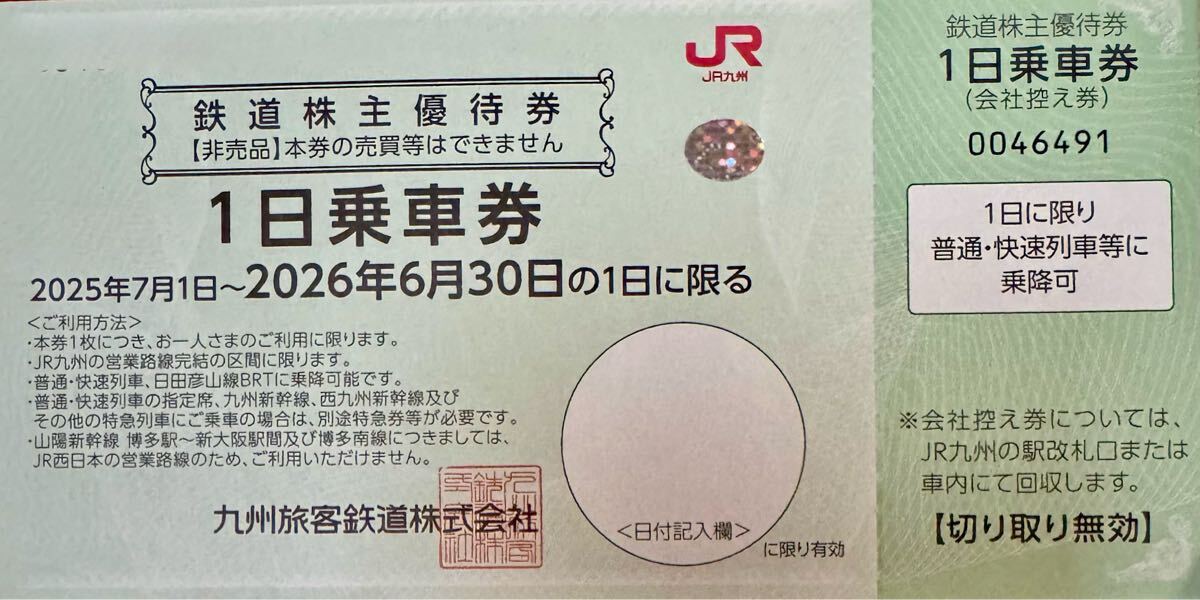 JR
JR九州
鉄道株主優待券
【非売品】本券の売買等はできません
1日乗車券
2025年7月1日～2026年6月30日の1日に限る
＜ご利用方法＞
・本券1枚につき、お一人さまのご利用に限ります。
・JR九州の営業路線完結の区間に限ります。
・普通・快速列車、日田彦山線BRTに乗降可能です。
・普通・快速列車の指定席、九州新幹線、西九州新幹線及び
その他の特急列車にご乗車の場合は、別途特急券等が必要です。
・山陽新幹線 博多駅～新大阪駅間及び博多南線につきましては、
JR西日本の営業路線のため、ご利用いただけません。
九州旅客鉄道株式会社
＜日付記入欄＞
に限り有効
鉄道株主優待券
1日乗車券
(会社控え券)
0046491
1日に限り
普通・快速列車等に
乗降可
※会社控え券については、
JR九州の駅改札口または
車内にて回収します。
【切り取り無効】